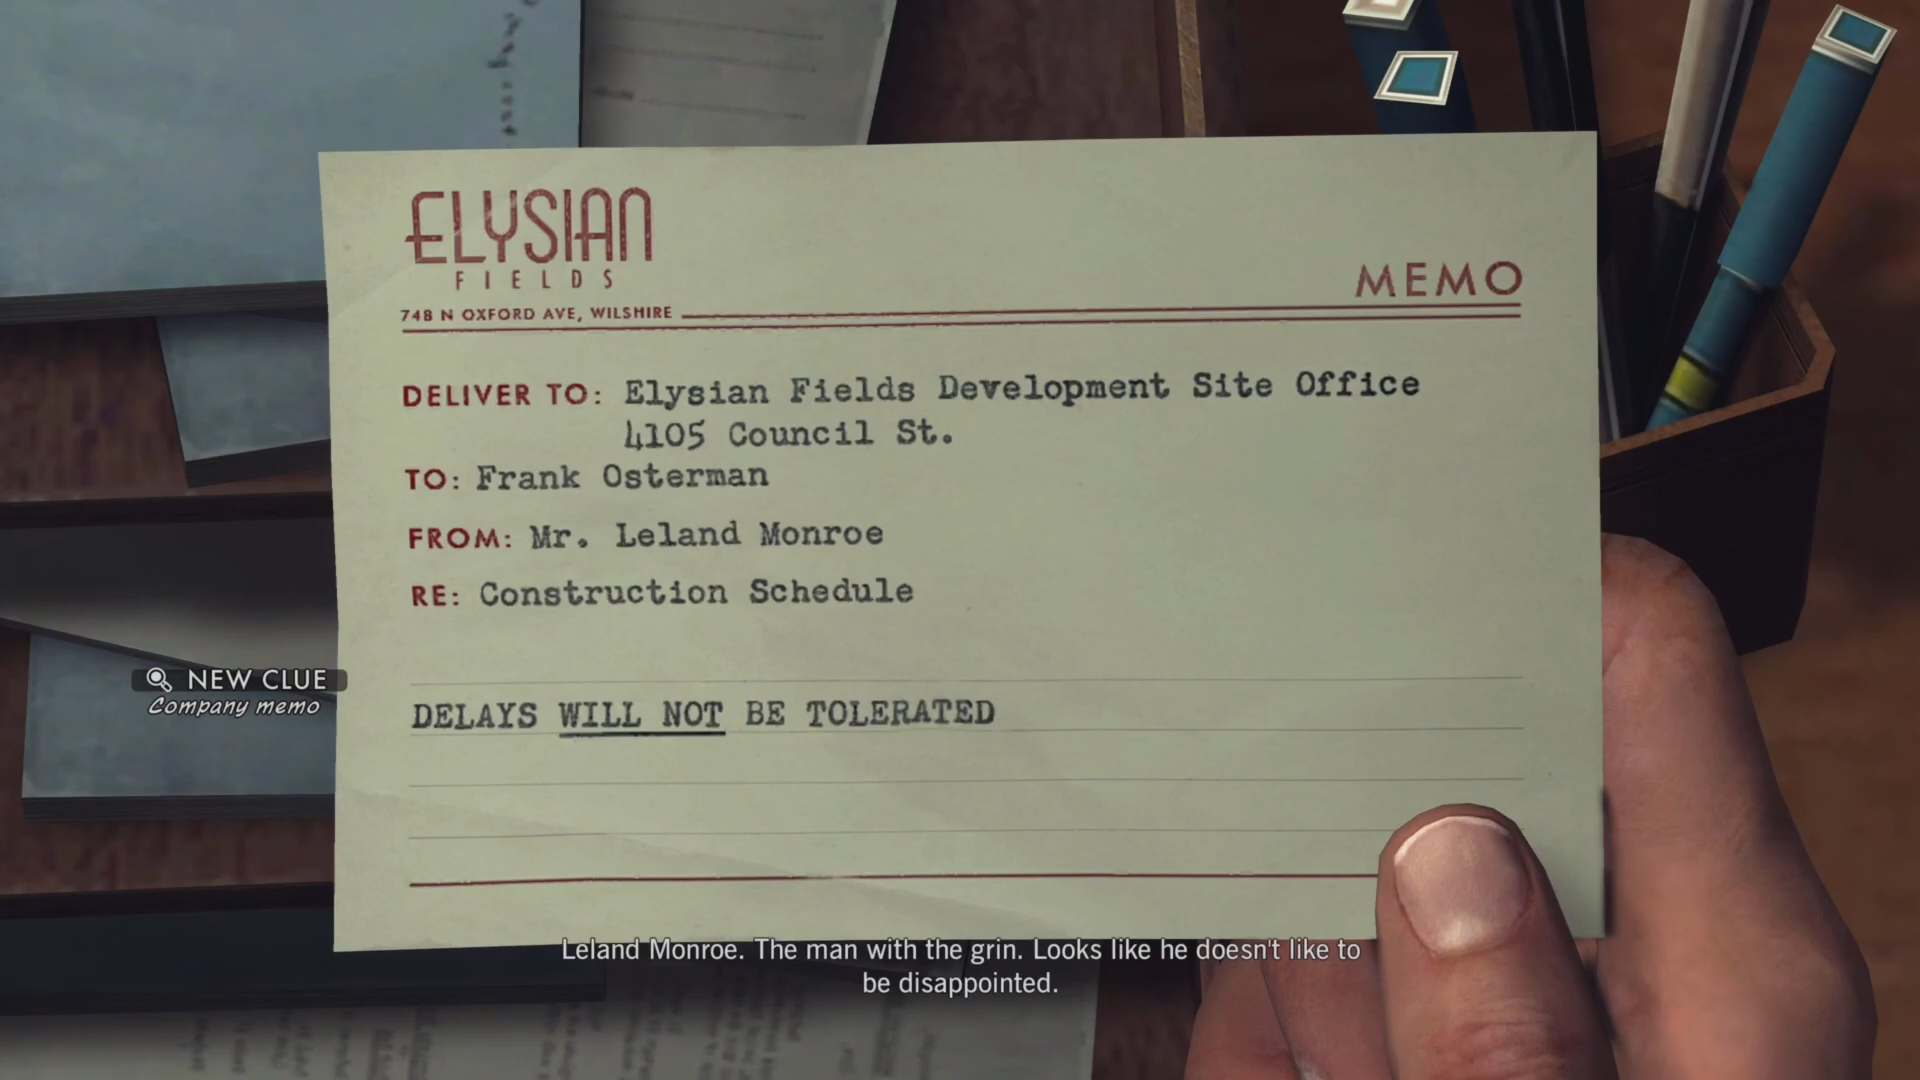 ELYSIAN
FIELDS
748 N OXFORD AVE, WILSHIRE
MEMO
DELIVER TO: Elysian Fields Development Site Office
4105 Council St.
TO: Frank Osterman
FROM: Mr. Leland Monroe
RE: Construction Schedule
NEW CLUE
Company memo
DELAYS WILL NOT BE TOLERATED
Leland Monroe. The man with the grin. Looks like he doesn't like to
be disappointed.